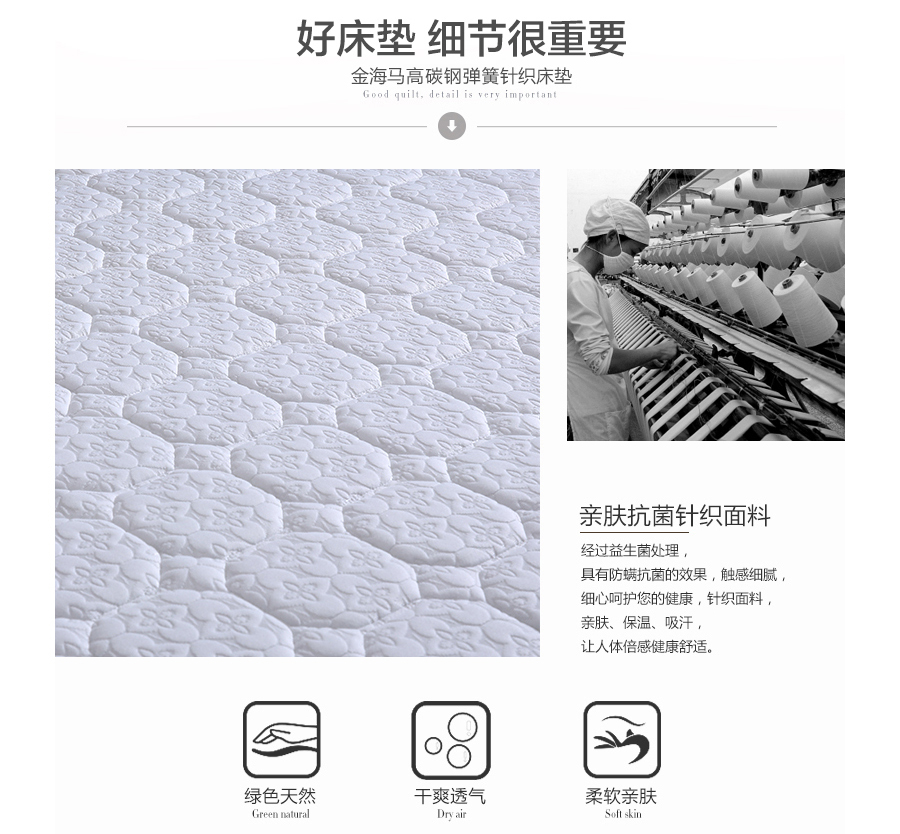 好床垫 细节很重要
金海马高碳钢弹簧针织床垫
Good quilt, detail is very important
亲肤抗菌针织面料
经过益生菌处理，
具有防螨抗菌的效果，触感细腻，
细心呵护您的健康，针织面料，
亲肤、保温、吸汗，
让人体倍感健康舒适。
绿色天然 干爽透气 柔软亲肤
Green natural Dry air Soft skin